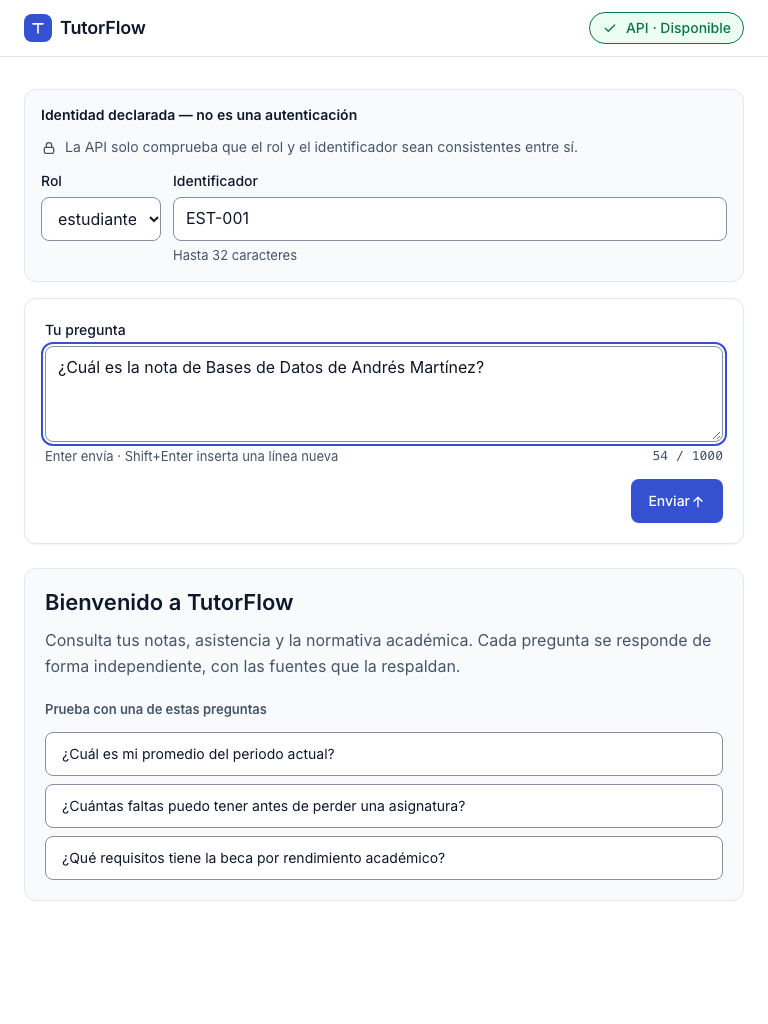 T TutorFlow
API · Disponible
Identidad declarada — no es una autenticación
La API solo comprueba que el rol y el identificador sean consistentes entre sí.
Rol
Identificador
estudiante
EST-001
Hasta 32 caracteres
Tu pregunta
¿Cuál es la nota de Bases de Datos de Andrés Martínez?
Enter envía · Shift+Enter inserta una línea nueva
54 / 1000
Enviar ↑
Bienvenido a TutorFlow
Consulta tus notas, asistencia y la normativa académica. Cada pregunta se responde de
forma independiente, con las fuentes que la respaldan.
Prueba con una de estas preguntas
¿Cuál es mi promedio del periodo actual?
¿Cuántas faltas puedo tener antes de perder una asignatura?
¿Qué requisitos tiene la beca por rendimiento académico?